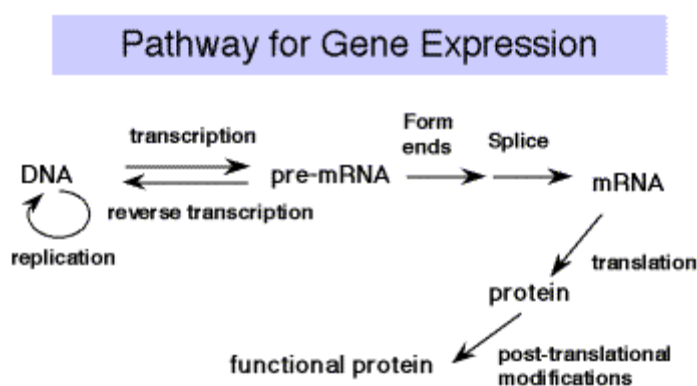 Pathway for Gene Expression
transcription
Form
ends
Splice
DNA
pre-mRNA
mRNA
reverse transcription
replication
translation
protein
functional protein
post-translational
modifications